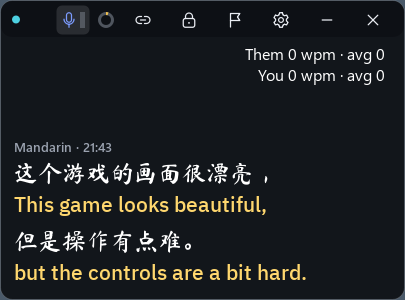 Them 0 wpm · avg 0
You 0 wpm · avg 0
Mandarin · 21:43
这个游戏的画面很漂亮，
This game looks beautiful,
但是操作有点难。
but the controls are a bit hard.